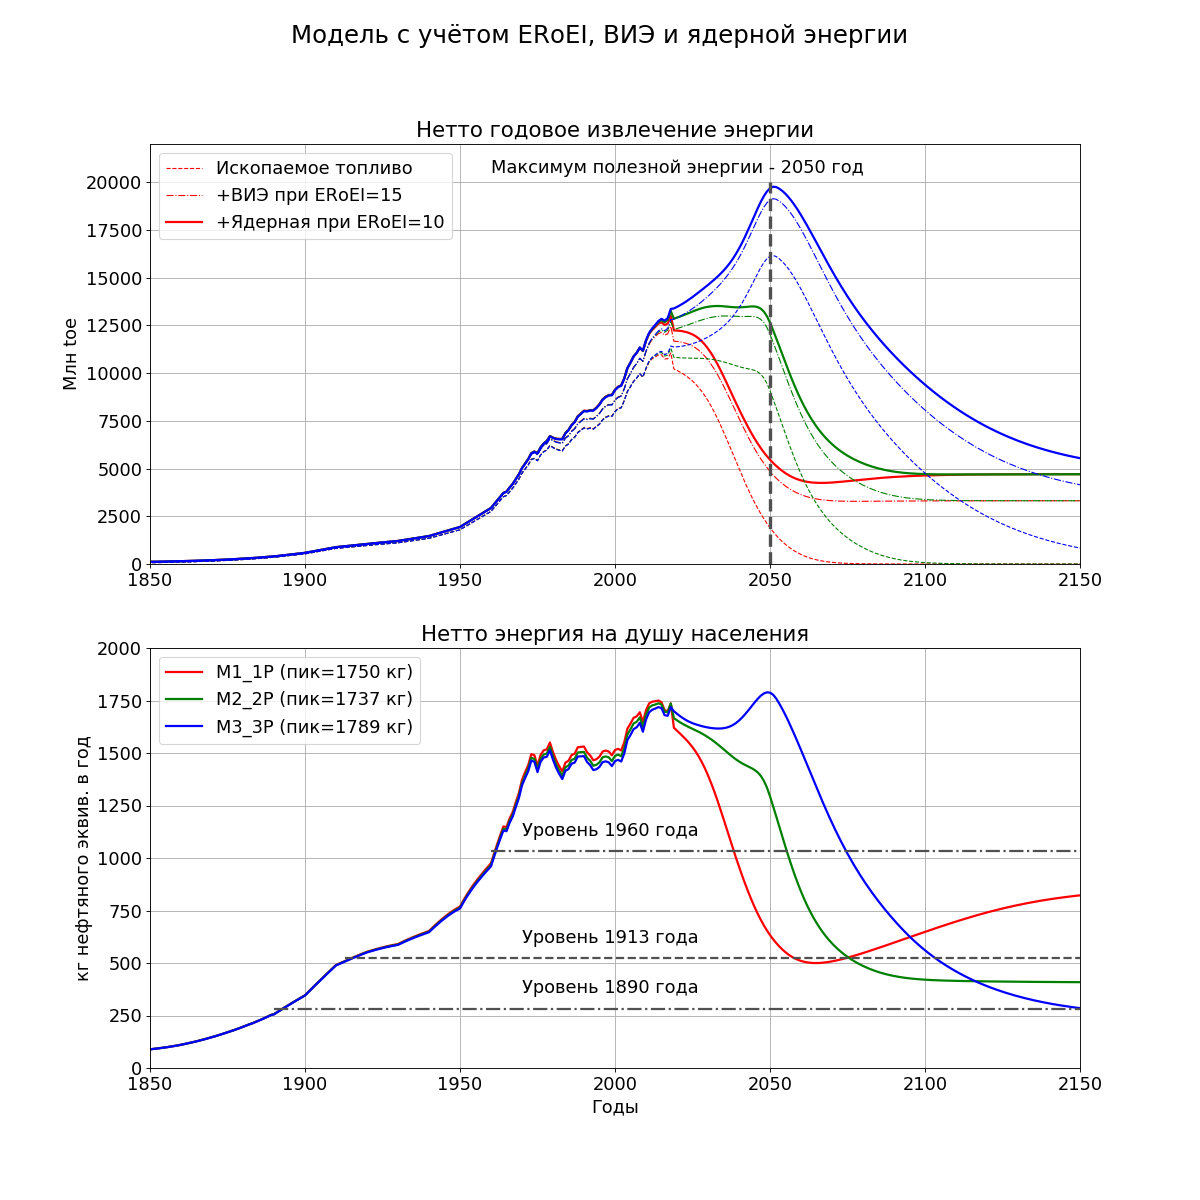 Модель с учётом ERoEI, ВИЭ и ядерной энергии
Нетто годовое извлечение энергии
Максимум полезной энергии - 2050 год
Ископаемое топливо
+ВИЭ при ERoEI=15
+Ядерная при ERoEI=10
Млн toe
20000
17500
15000
12500
10000
7500
5000
2500
0
1850 1900 1950 2000 2050 2100 2150
Нетто энергия на душу населения
M1_1P (пик=1750 кг)
M2_2P (пик=1737 кг)
M3_3P (пик=1789 кг)
кг нефтяного эквив. в год
2000
1750
1500
1250
1000
750
500
250
0
Уровень 1960 года
Уровень 1913 года
Уровень 1890 года
1850 1900 1950 2000 2050 2100 2150
Годы